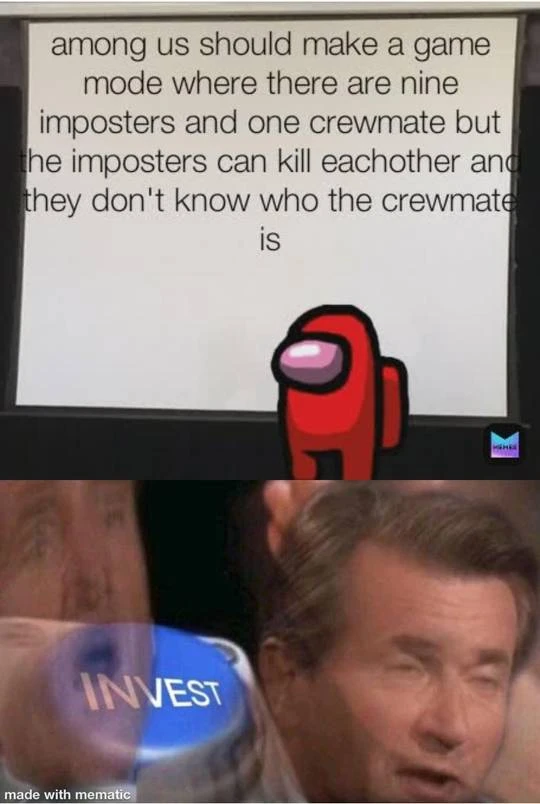 among us should make a game
mode where there are nine
imposters and one crewmate but
the imposters can kill eachother and
they don't know who the crewmate
is
MEMES
INVEST
made with mematic